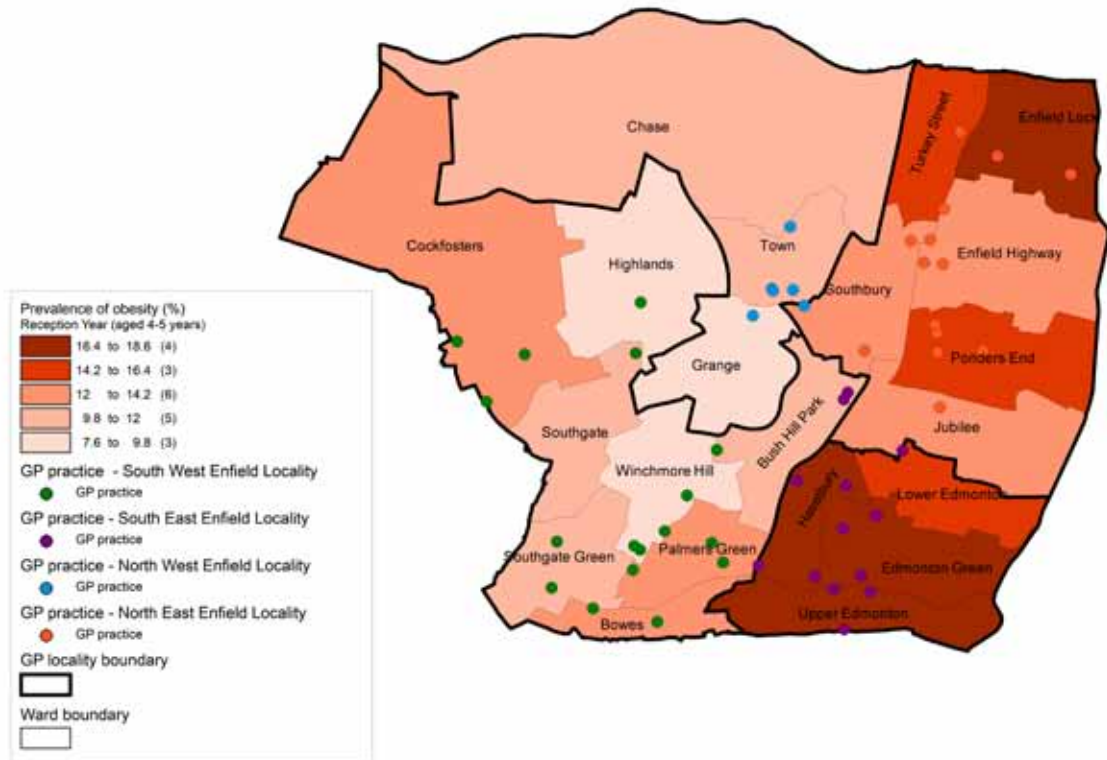 Chase
Turkey Street
Enfield Lock
Cockfosters
Highlands
Town
Enfield Highway
Southbury
Prevalence of obesity (%)
Reception Year (aged 4-5 years)
16.4 to 18.6 (4)
14.2 to 16.4 (3)
12 to 14.2 (6)
9.8 to 12 (5)
7.6 to 9.8 (3)
GP practice - South West Enfield Locality
GP practice
GP practice - South East Enfield Locality
GP practice
GP practice - North West Enfield Locality
GP practice
GP practice - North East Enfield Locality
GP practice
GP locality boundary
Ward boundary
Grange
Ponders End
Southgate
Bush Hill Park
Jubilee
Winchmore Hill
Haselbury
Lower Edmonton
Southgate Green
Palmers Green
Edmonton Green
Bowes
Upper Edmonton